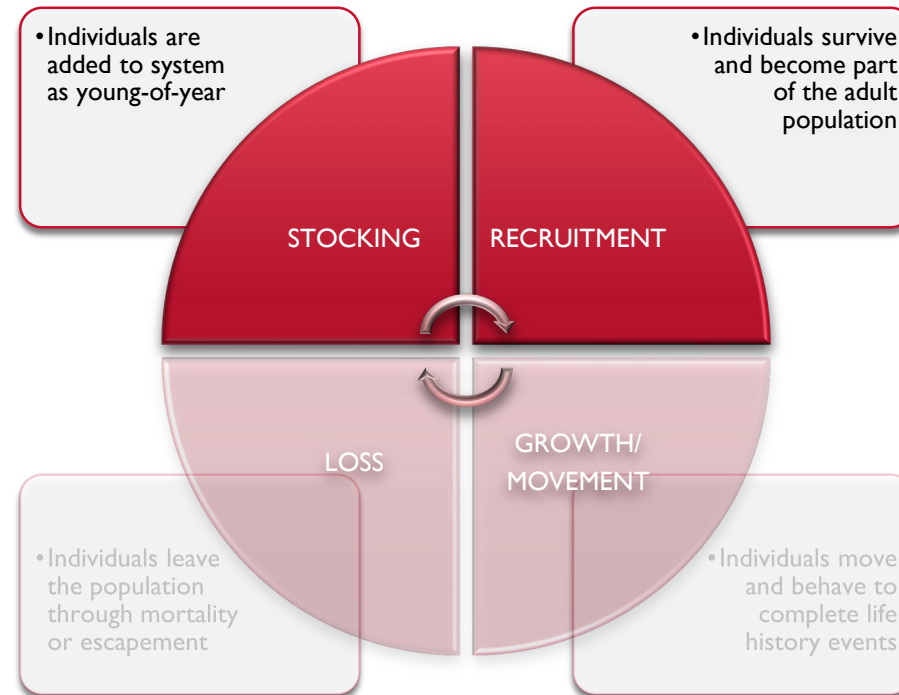 •Individuals are
added to system
as young-of-year
•Individuals survive
and become part
of the adult
population
STOCKING
RECRUITMENT
LOSS
GROWTH/
MOVEMENT
•Individuals leave
the population
through mortality
or escapement
•Individuals move
and behave to
complete life
history events